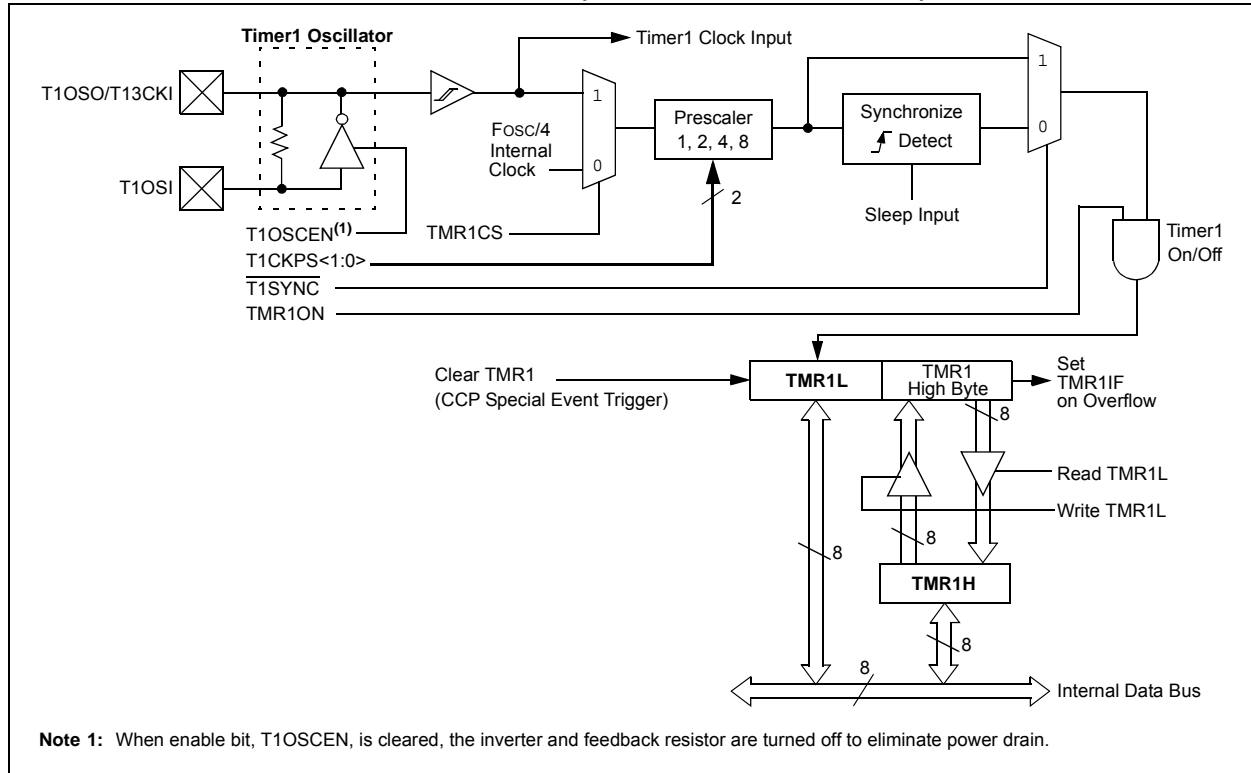 Timer1 Oscillator
Timer1 Clock Input
T1OSO/T13CKI
1
1
FOSC/4
Internal
Clock
0
Prescaler
1, 2, 4, 8
Synchronize
Detect
0
T1OSI
2
Sleep Input
T1OSCEN(1)
TMR1CS
Timer1
On/Off
T1CKPS<1:0>
T1SYNC
TMR1ON
Clear TMR1
(CCP Special Event Trigger)
TMR1L
TMR1
High Byte
Set
TMR1IF
on Overflow
8
Read TMR1L
Write TMR1L
8
8
TMR1H
8
8
Internal Data Bus
Note 1: When enable bit, T1OSCEN, is cleared, the inverter and feedback resistor are turned off to eliminate power drain.